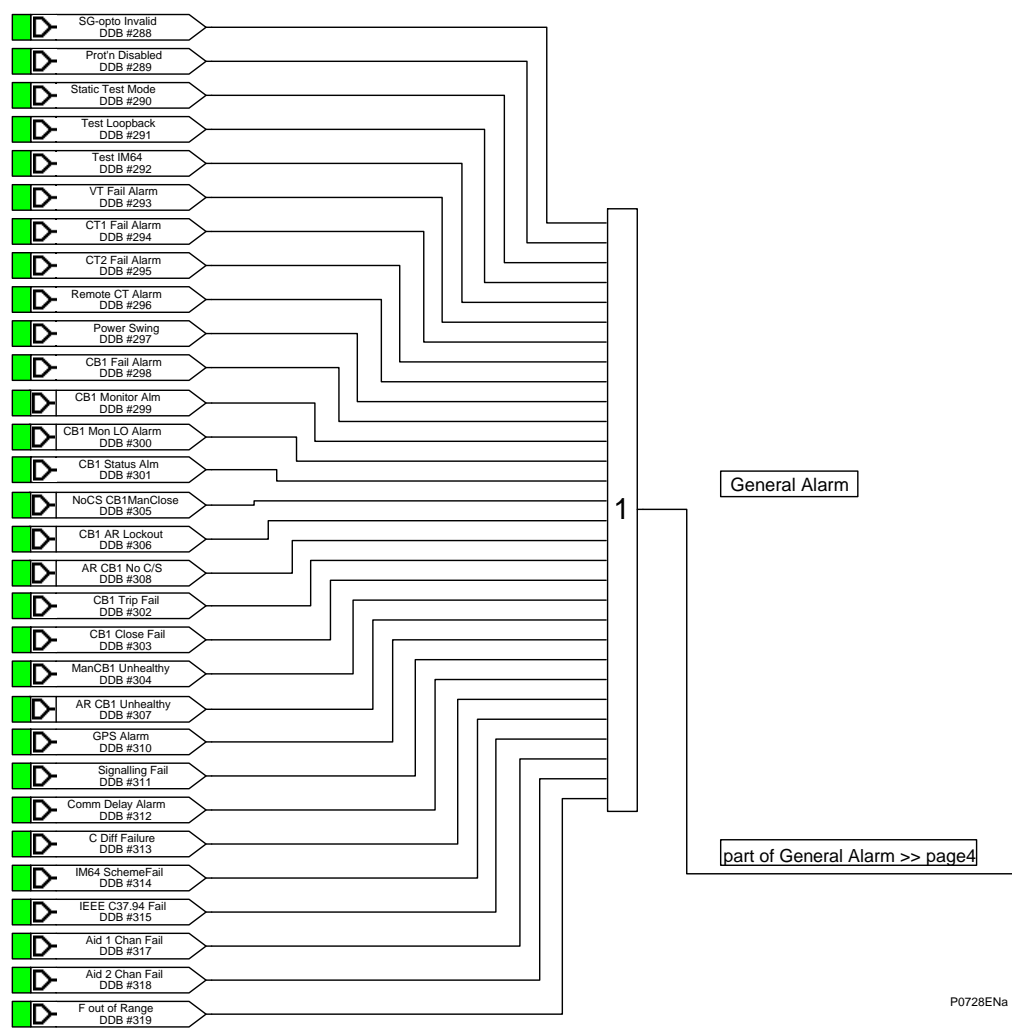 SG-opto Invalid
DDB #288
Prot'n Disabled
DDB #289
Static Test Mode
DDB #290
Test Loopback
DDB #291
Test IM64
DDB #292
VT Fail Alarm
DDB #293
CT1 Fail Alarm
DDB #294
CT2 Fail Alarm
DDB #295
Remote CT Alarm
DDB #296
Power Swing
DDB #297
CB1 Fail Alarm
DDB #298
CB1 Monitor Alm
DDB #299
CB1 Mon LO Alarm
DDB #300
CB1 Status Alm
DDB #301
NoCS CB1ManClose
DDB #305
CB1 AR Lockout
DDB #306
AR CB1 No C/S
DDB #308
CB1 Trip Fail
DDB #302
CB1 Close Fail
DDB #303
ManCB1 Unhealthy
DDB #304
AR CB1 Unhealthy
DDB #307
GPS Alarm
DDB #310
Signalling Fail
DDB #311
Comm Delay Alarm
DDB #312
C Diff Failure
DDB #313
IM64 SchemeFail
DDB #314
IEEE C37.94 Fail
DDB #315
Aid 1 Chan Fail
DDB #317
Aid 2 Chan Fail
DDB #318
F out of Range
DDB #319
1
General Alarm
part of General Alarm >> page4
P0728ENa